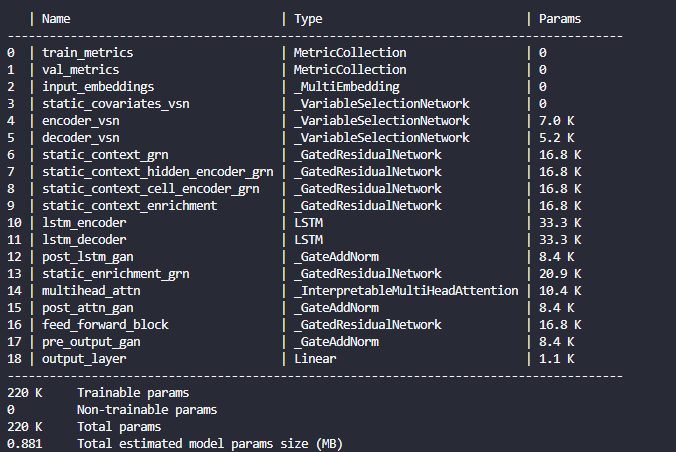 | Name                              | Type                             | Params
----------------------------------------------------------------------------------------
0  | train_metrics                     | MetricCollection                 | 0
1  | val_metrics                       | MetricCollection                 | 0
2  | input_embeddings                  | _MultiEmbedding                  | 0
3  | static_covariates_vsn             | _VariableSelectionNetwork        | 0
4  | encoder_vsn                       | _VariableSelectionNetwork        | 7.0 K
5  | decoder_vsn                       | _VariableSelectionNetwork        | 5.2 K
6  | static_context_grn                | _GatedResidualNetwork            | 16.8 K
7  | static_context_hidden_encoder_grn | _GatedResidualNetwork            | 16.8 K
8  | static_context_cell_encoder_grn   | _GatedResidualNetwork            | 16.8 K
9  | static_context_enrichment         | _GatedResidualNetwork            | 16.8 K
10 | lstm_encoder                      | LSTM                             | 33.3 K
11 | lstm_decoder                      | LSTM                             | 33.3 K
12 | post_lstm_gan                     | _GateAddNorm                     | 8.4 K
13 | static_enrichment_grn             | _GatedResidualNetwork            | 20.9 K
14 | multihead_attn                    | _InterpretableMultiHeadAttention | 10.4 K
15 | post_attn_gan                     | _GateAddNorm                     | 8.4 K
16 | feed_forward_block                | _GatedResidualNetwork            | 16.8 K
17 | pre_output_gan                    | _GateAddNorm                     | 8.4 K
18 | output_layer                      | Linear                           | 1.1 K
----------------------------------------------------------------------------------------
220 K     Trainable params
0         Non-trainable params
220 K     Total params
0.881     Total estimated model params size (MB)